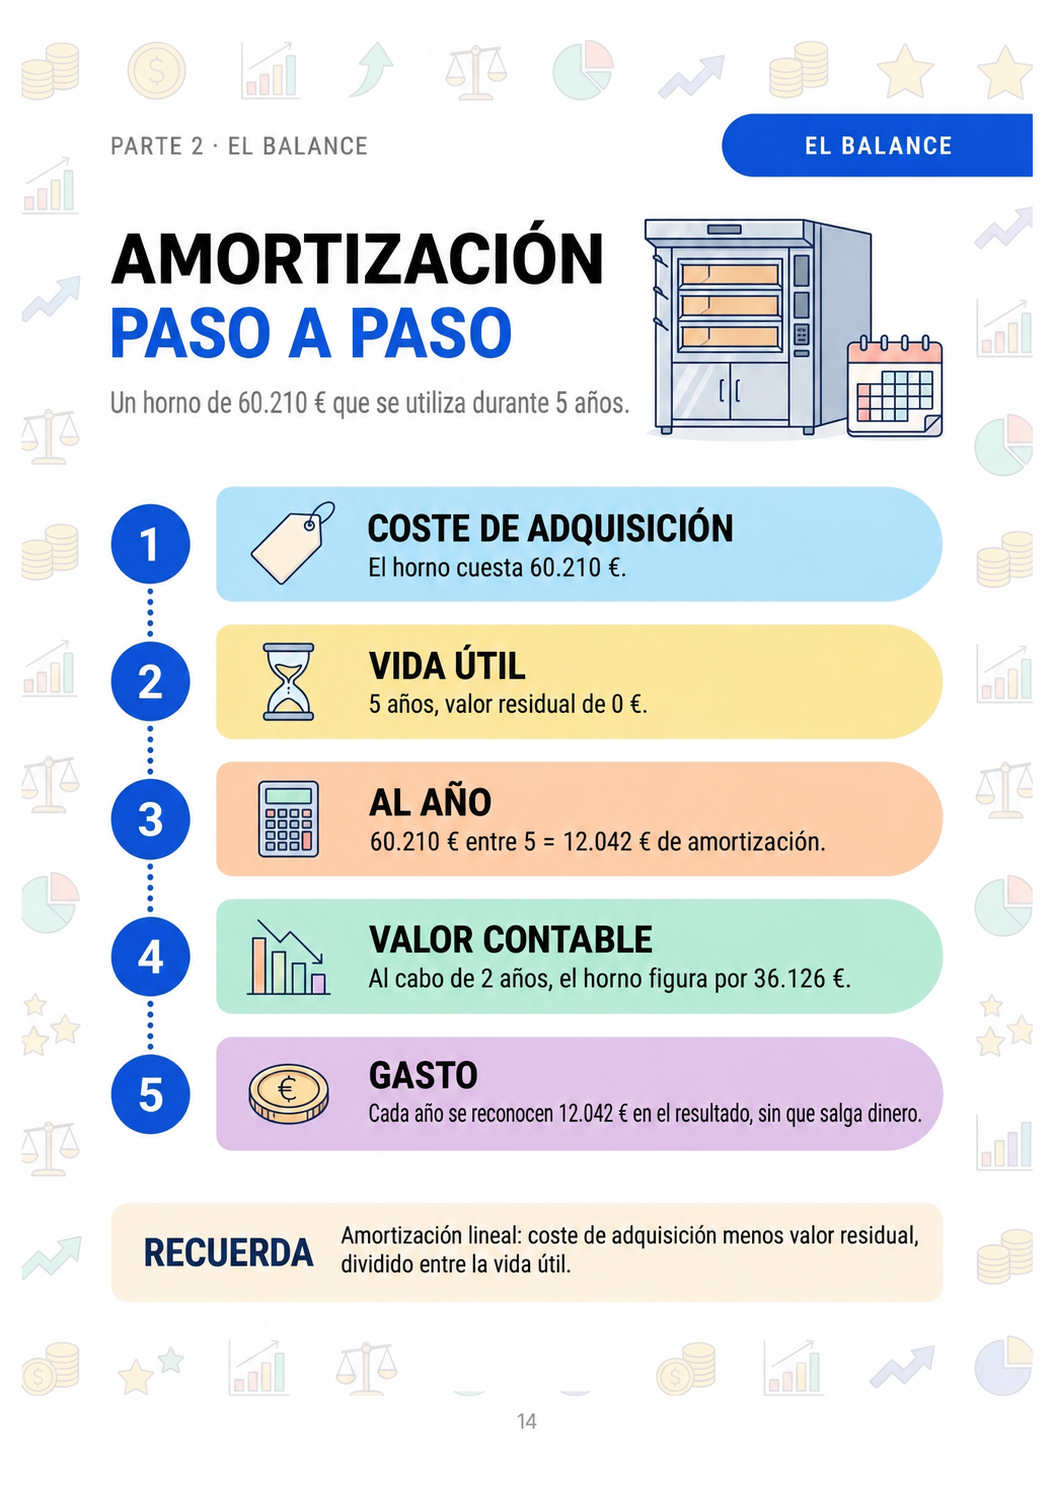 PARTE 2 · EL BALANCE
EL BALANCE
AMORTIZACIÓN
PASO A PASO
Un horno de 60.210 € que se utiliza durante 5 años.
1
COSTE DE ADQUISICIÓN
El horno cuesta 60.210 €.
2
VIDA ÚTIL
5 años, valor residual de 0 €.
3
AL AÑO
60.210 € entre 5 = 12.042 € de amortización.
4
VALOR CONTABLE
Al cabo de 2 años, el horno figura por 36.126 €.
5
€
GASTO
Cada año se reconocen 12.042 € en el resultado, sin que salga dinero.
RECUERDA
Amortización lineal: coste de adquisición menos valor residual,
dividido entre la vida útil.
14